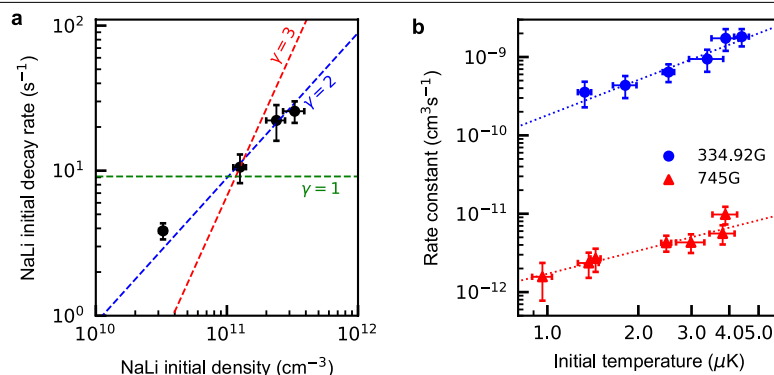 a
NaLi initial decay rate (s⁻¹)
10²
10¹
10⁰
γ = 3
γ = 2
γ = 1
10¹⁰
10¹¹
10¹²
NaLi initial density (cm⁻³)
b
Rate constant (cm³s⁻¹)
10⁻⁹
10⁻¹⁰
10⁻¹¹
10⁻¹²
334.92G
745G
1.0
2.0
3.0
4.0
5.0
Initial temperature (μK)